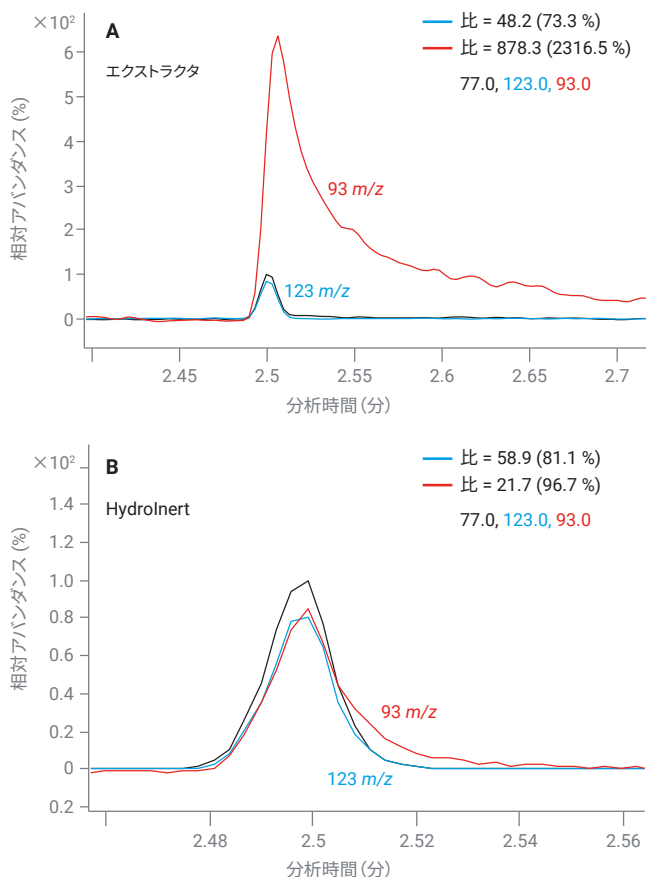 ×10²
A
エクストラクタ
比 = 48.2 (73.3 %)
比 = 878.3 (2316.5 %)
77.0, 123.0, 93.0
相対アバンダンス (%)
6
5
4
3
2
1
0
93 m/z
123 m/z
2.45
2.5
2.55
2.6
2.65
2.7
分析時間 (分)
×10²
B
HydroInert
比 = 58.9 (81.1 %)
比 = 21.7 (96.7 %)
77.0, 123.0, 93.0
相対アバンダンス (%)
1.4
1.2
1.0
0.8
0.6
0.4
0.2
0
0.2
93 m/z
123 m/z
2.48
2.5
2.52
2.54
2.56
分析時間 (分)